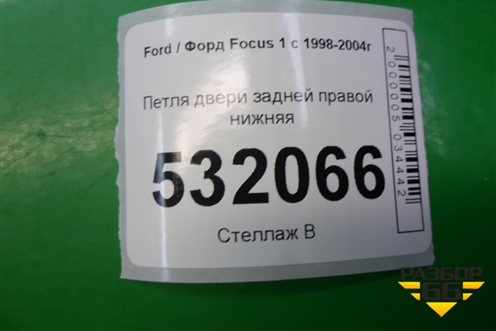 Ford / Форд Focus 1 с 1998-2004г
Петля двери задней правой
нижняя
532066
Стеллаж В
2000005034442
РАЗБОР
66